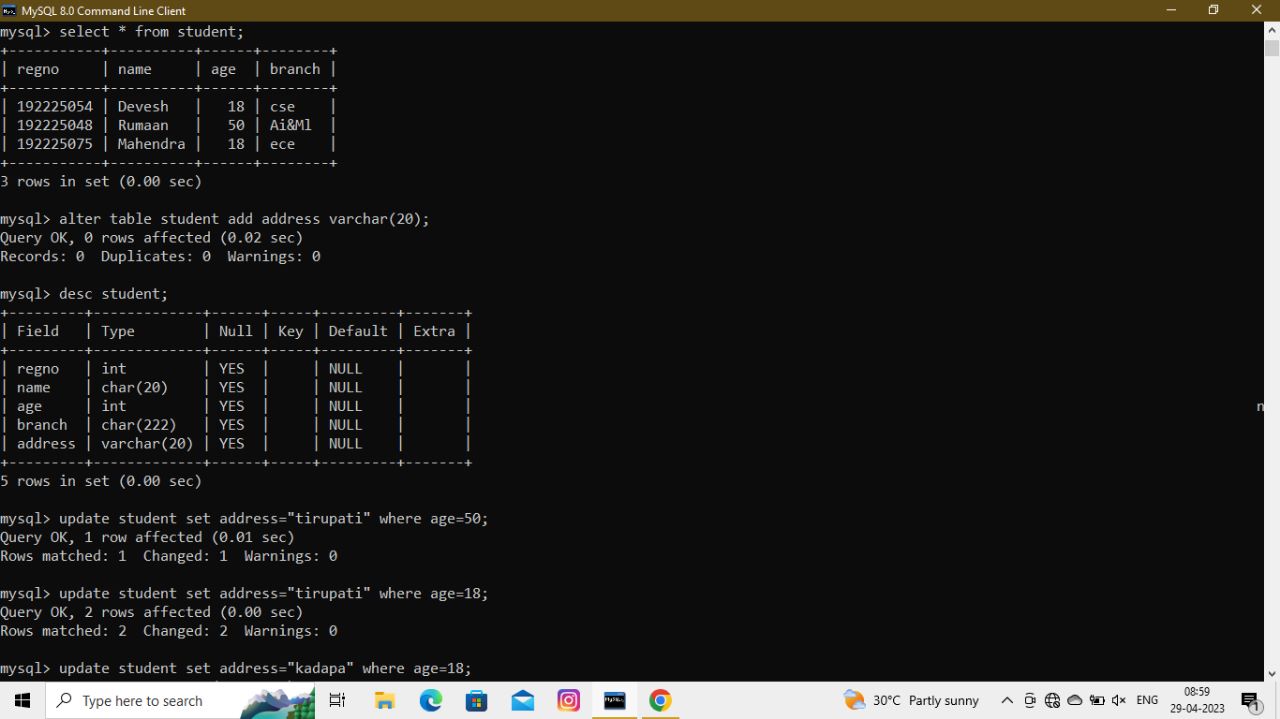 MySQL 8.0 Command Line Client
mysql> select * from student;
+-----------+----------+------+--------+
| regno     | name     | age  | branch |
+-----------+----------+------+--------+
| 192225054 | Devesh   |   18 | cse    |
| 192225048 | Rumaan   |   50 | Ai&Ml  |
| 192225075 | Mahendra |   18 | ece    |
+-----------+----------+------+--------+
3 rows in set (0.00 sec)
mysql> alter table student add address varchar(20);
Query OK, 0 rows affected (0.02 sec)
Records: 0  Duplicates: 0  Warnings: 0
mysql> desc student;
+---------+-------------+------+-----+---------+-------+
| Field   | Type        | Null | Key | Default | Extra |
+---------+-------------+------+-----+---------+-------+
| regno   | int         | YES  |     | NULL    |       |
| name    | char(20)    | YES  |     | NULL    |       |
| age     | int         | YES  |     | NULL    |       |
| branch  | char(222)   | YES  |     | NULL    |       |
| address | varchar(20) | YES  |     | NULL    |       |
+---------+-------------+------+-----+---------+-------+
5 rows in set (0.00 sec)
mysql> update student set address="tirupati" where age=50;
Query OK, 1 row affected (0.01 sec)
Rows matched: 1  Changed: 1  Warnings: 0
mysql> update student set address="tirupati" where age=18;
Query OK, 2 rows affected (0.00 sec)
Rows matched: 2  Changed: 2  Warnings: 0
mysql> update student set address="kadapa" where age=18;
Type here to search
30°C Partly sunny
ENG
08:59
29-04-2023
1